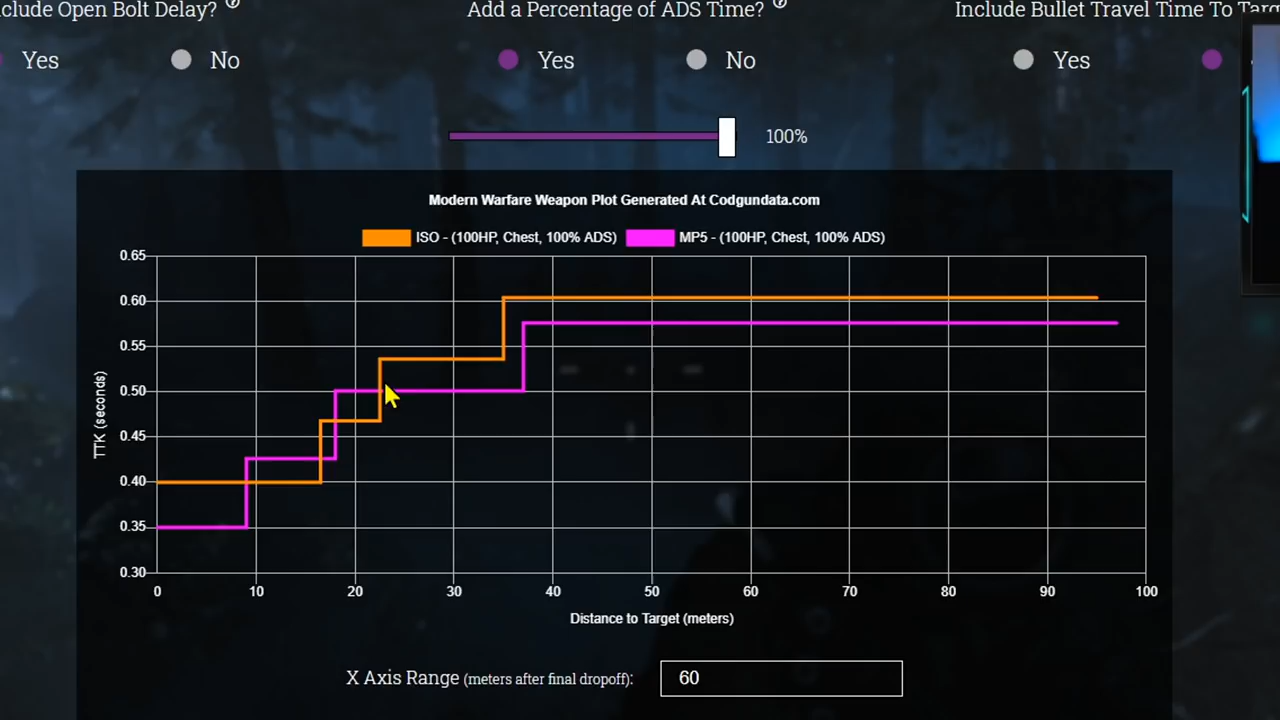 clude Open Bolt Delay? Add a Percentage of ADS Time? Include Bullet Travel Time To Targ
Yes No Yes No Yes
100%
Modern Warfare Weapon Plot Generated At Codgundata.com
ISO - (100HP, Chest, 100% ADS) MP5 - (100HP, Chest, 100% ADS)
0.65
0.60
0.55
0.50
0.45
0.40
0.35
0.30
TTK (seconds)
0 10 20 30 40 50 60 70 80 90 100
Distance to Target (meters)
X Axis Range (meters after final dropoff): 60